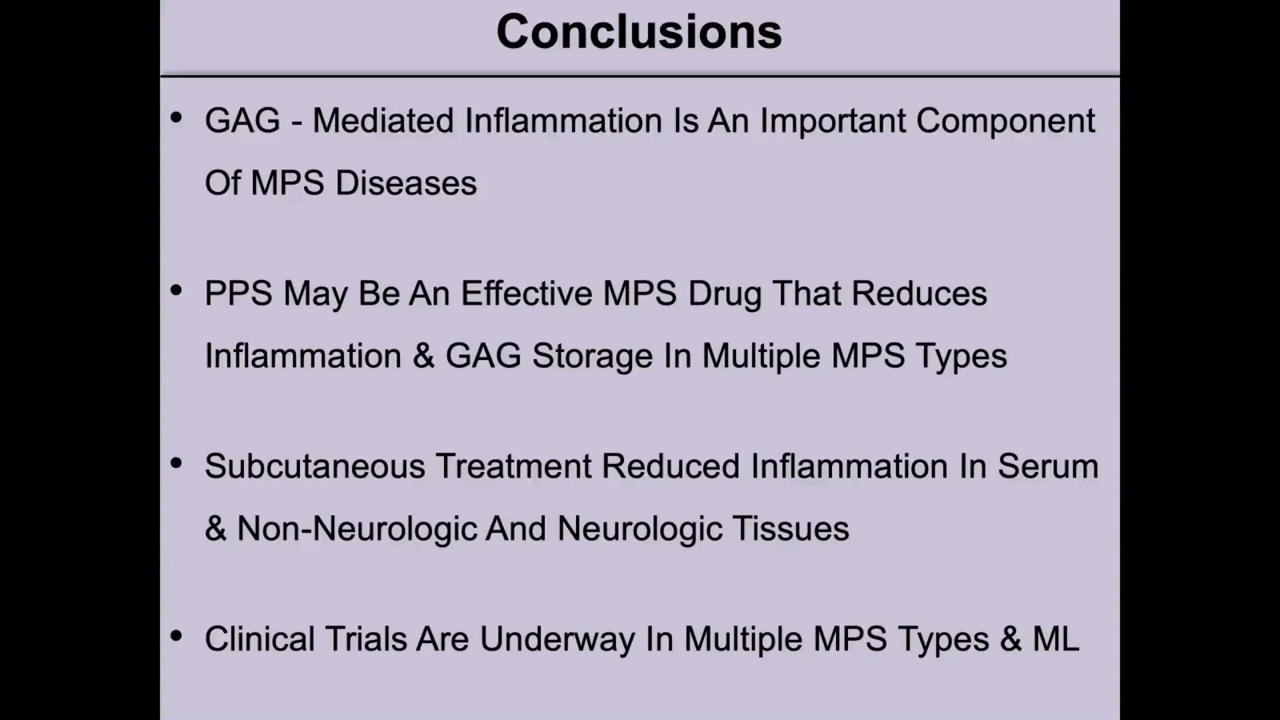 Conclusions
• GAG - Mediated Inflammation Is An Important Component
Of MPS Diseases
• PPS May Be An Effective MPS Drug That Reduces
Inflammation & GAG Storage In Multiple MPS Types
• Subcutaneous Treatment Reduced Inflammation In Serum
& Non-Neurologic And Neurologic Tissues
• Clinical Trials Are Underway In Multiple MPS Types & ML